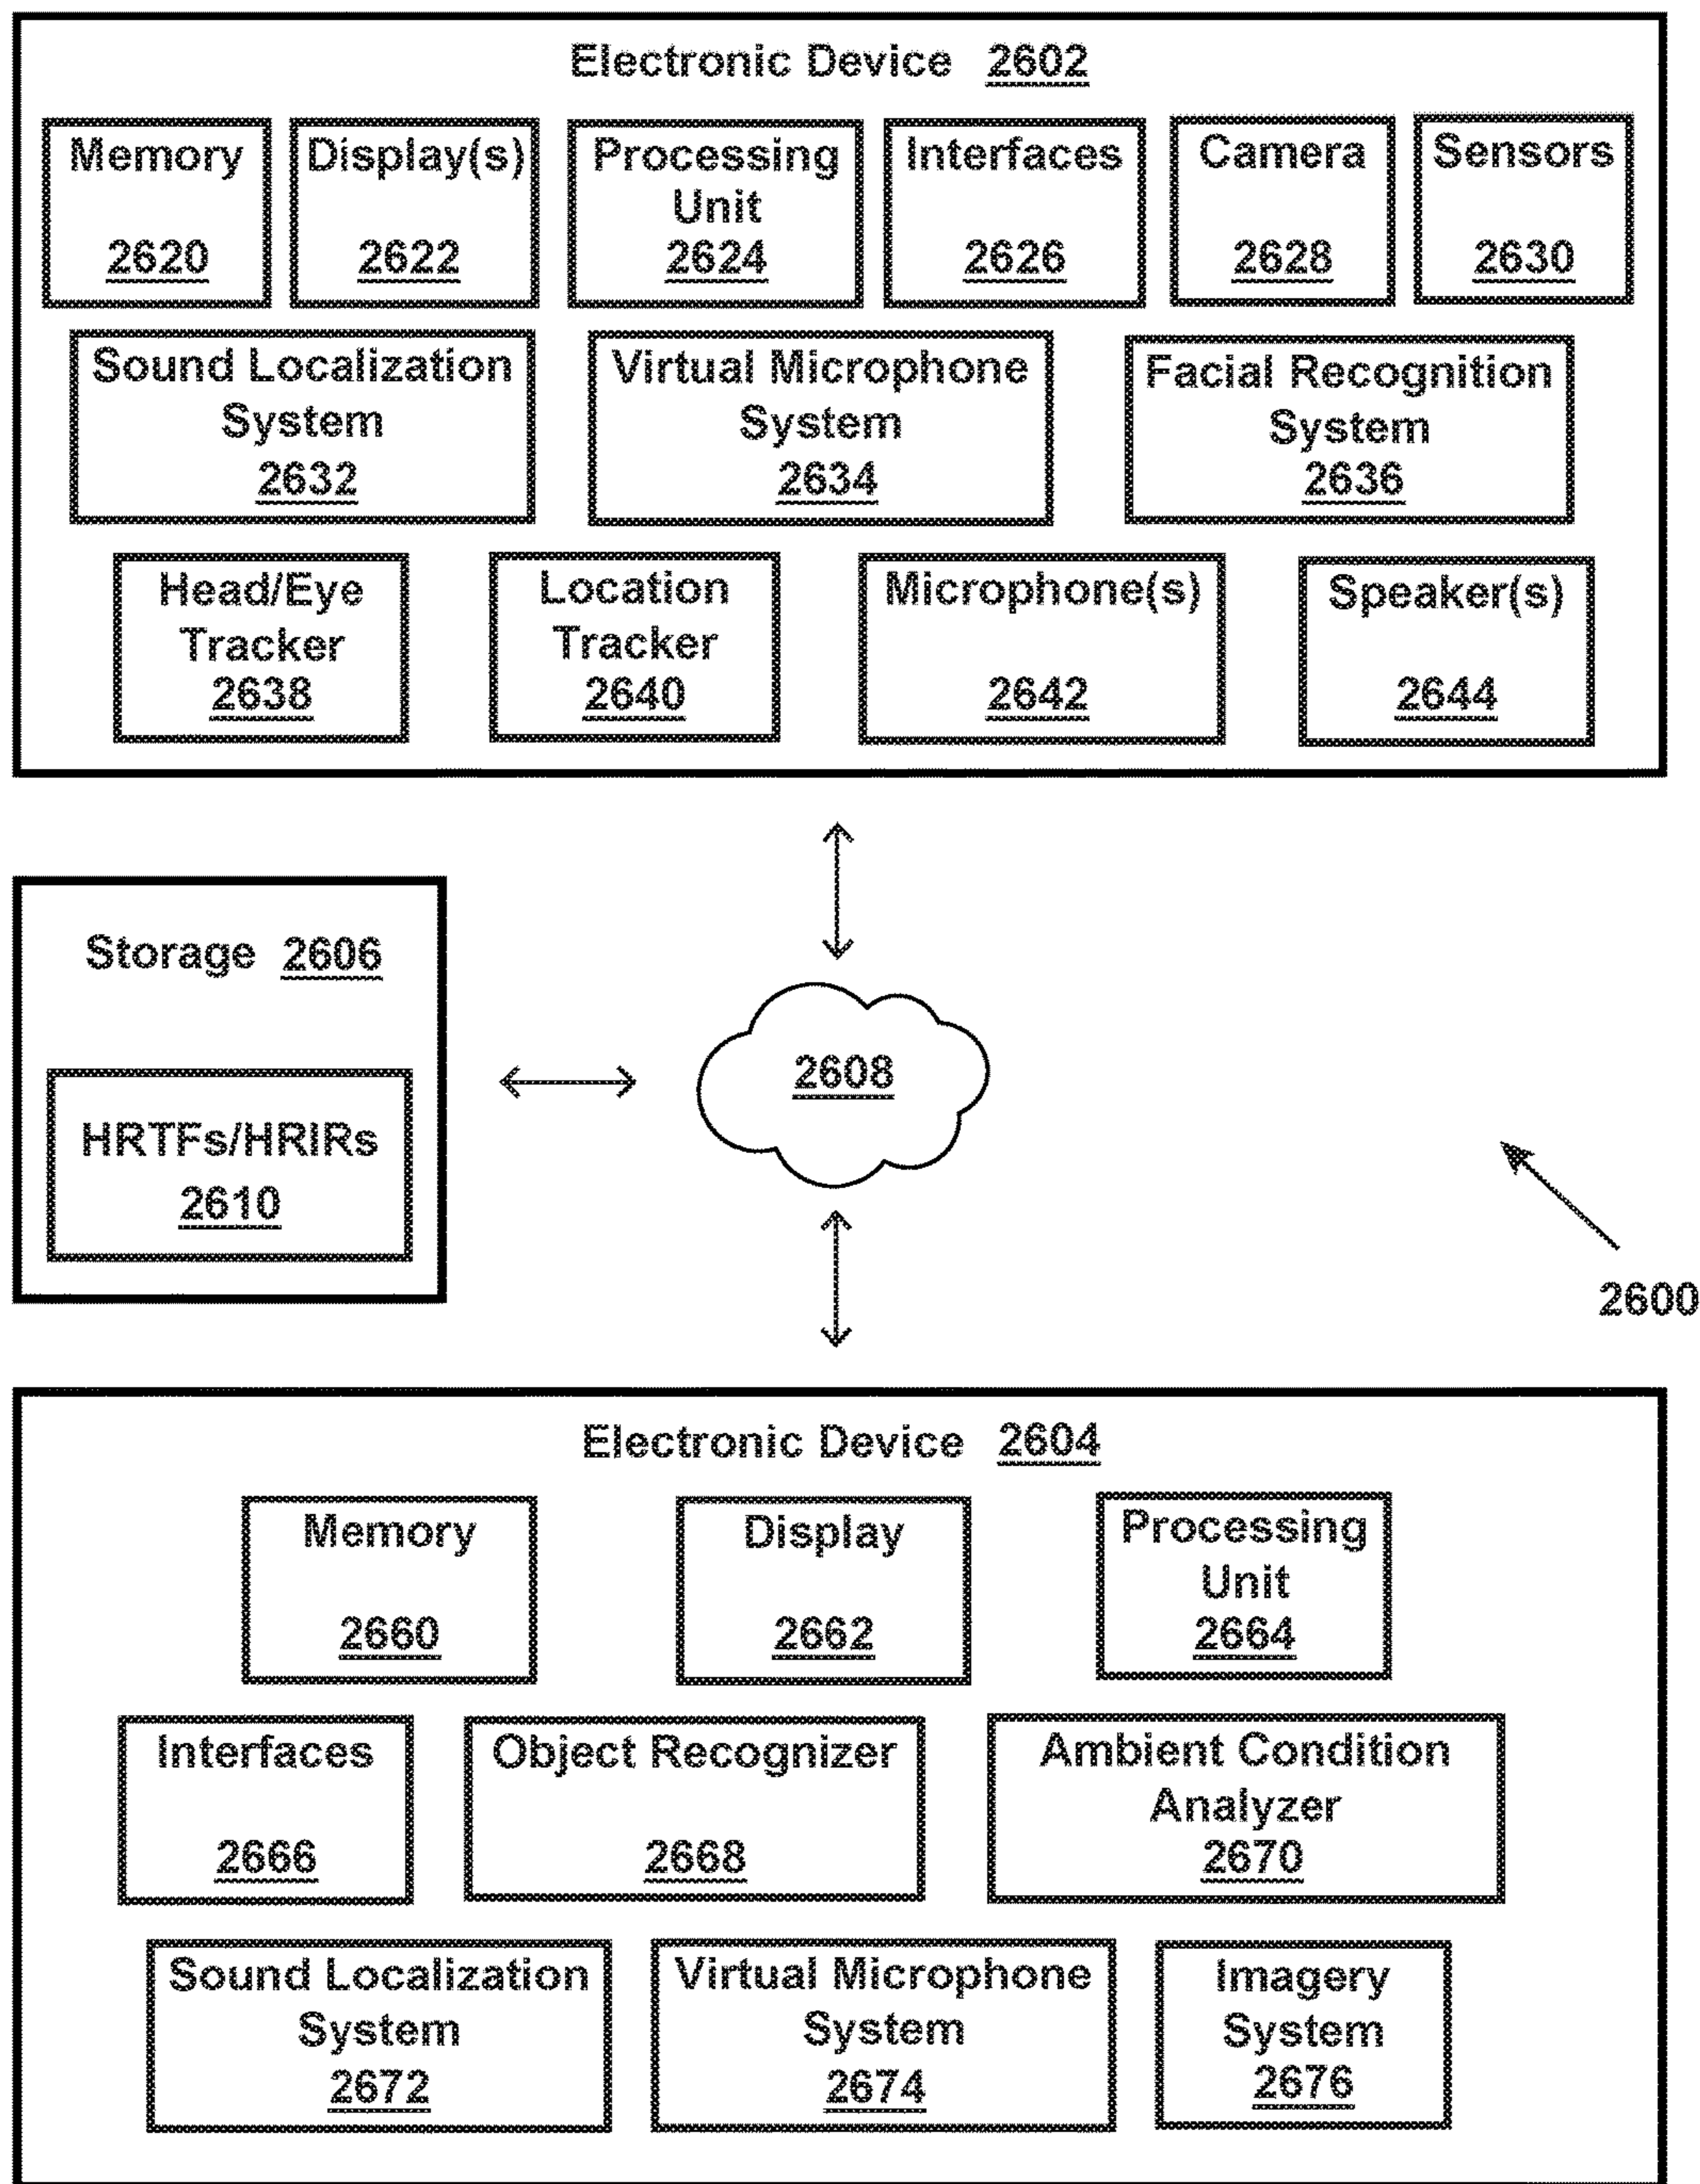 Electronic Device 2602
Memory
2620
Display(s)
2622
Processing
Unit
2624
Interfaces
2626
Camera
2628
Sensors
2630
Sound Localization
System
2632
Virtual Microphone
System
2634
Facial Recognition
System
2636
Head/Eye
Tracker
2638
Location
Tracker
2640
Microphone(s)
2642
Speaker(s)
2644
Storage 2606
HRTFs/HRIRs
2610
2608
2600
Electronic Device 2604
Memory
2660
Display
2662
Processing
Unit
2664
Interfaces
2666
Object Recognizer
2668
Ambient Condition
Analyzer
2670
Sound Localization
System
2672
Virtual Microphone
System
2674
Imagery
System
2676